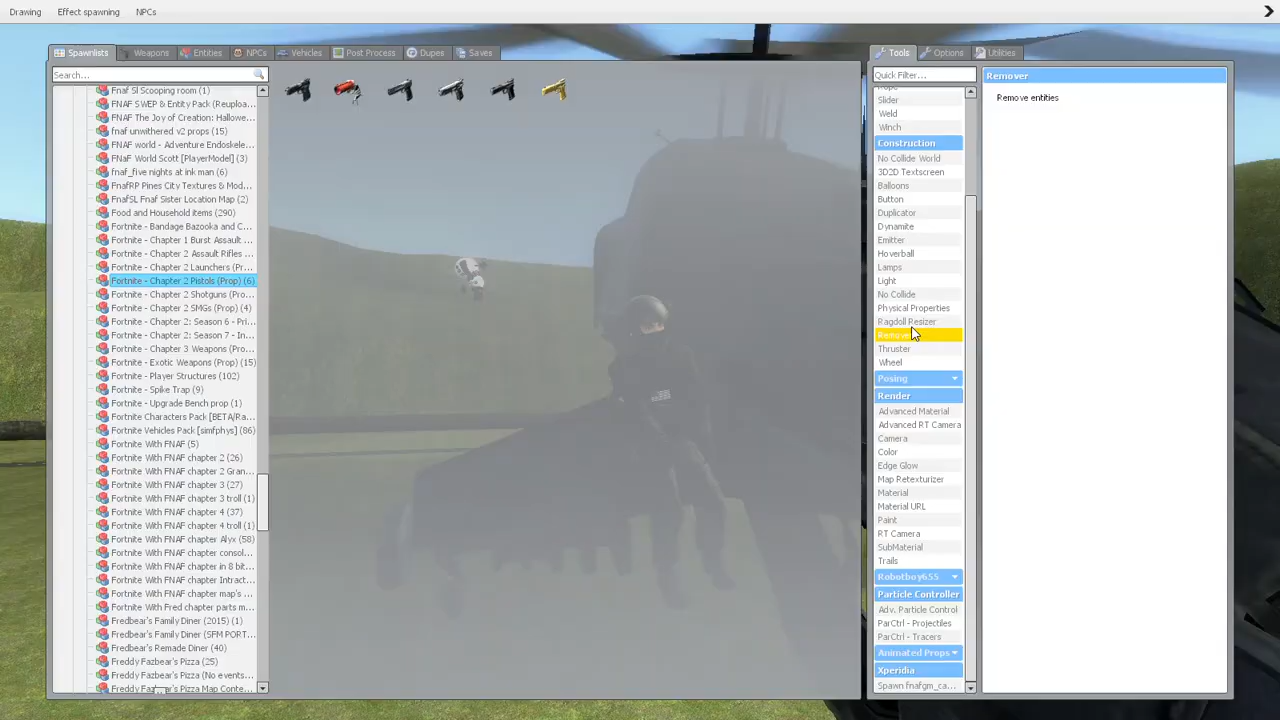 Drawing Effect spawning NPCs
Spawnlists Weapons Entities NPCs Vehicles Post Process Dupes Saves
Search...
Fnaf Sl Scooping room (1)
FNAF SWEP & Entity Pack (Reuploa...
FNAF The Joy of Creation: Hallowe...
fnaf unwithered v2 props (15)
FNAF world - Adventure Endoskele...
FNaF World Scott [PlayerModel] (3)
fnaf_five nights at ink man (6)
FnafRP Pines City Textures & Mod...
FnafSL Fnaf Sister Location Map (2)
Food and Household items (290)
Fortnite - Bandage Bazooka and C...
Fortnite - Chapter 1 Burst Assault ...
Fortnite - Chapter 2 Assault Rifles ...
Fortnite - Chapter 2 Launchers (Pr...
Fortnite - Chapter 2 Pistols (Prop) (6)
Fortnite - Chapter 2 Shotguns (Pro...
Fortnite - Chapter 2 SMGs (Prop) (4)
Fortnite - Chapter 2: Season 6 - Pri...
Fortnite - Chapter 2: Season 7 - In...
Fortnite - Chapter 3 Weapons (Pro...
Fortnite - Exotic Weapons (Prop) (15)
Fortnite - Player Structures (102)
Fortnite - Spike Trap (9)
Fortnite - Upgrade Bench prop (1)
Fortnite Characters Pack [BETA/Ra...
Fortnite Vehicles Pack [simfphys] (86)
Fortnite With FNAF (5)
Fortnite With FNAF chapter 2 (26)
Fortnite With FNAF chapter 2 Gran...
Fortnite With FNAF chapter 3 (27)
Fortnite With FNAF chapter 3 troll (1)
Fortnite With FNAF chapter 4 (37)
Fortnite With FNAF chapter 4 troll (1)
Fortnite With FNAF chapter Alyx (58)
Fortnite With FNAF chapter consol...
Fortnite With FNAF chapter in 8 bit...
Fortnite With FNAF chapter Intract...
Fortnite With FNAF chapter map's ...
Fortnite With Fred chapter parts m...
Fredbear's Family Diner (2015) (1)
Fredbear's Family Diner (SFM PORT...
Fredbear's Remade Diner (40)
Freddy Fazbear's Pizza (25)
Freddy Fazbear's Pizza (No events...
Freddy Fazbear's Pizza Map Conte...
Tools Options Utilities
Quick Filter...
Rope
Slider
Weld
Winch
Construction
No Collide World
3D2D Textscreen
Balloons
Button
Duplicator
Dynamite
Emitter
Hoverball
Lamps
Light
No Collide
Physical Properties
Ragdoll Resizer
Remover
Thruster
Wheel
Posing
Render
Advanced Material
Advanced RT Camera
Camera
Color
Edge Glow
Map Retexturizer
Material
Material URL
Paint
RT Camera
SubMaterial
Trails
Robotboy655
Particle Controller
Adv. Particle Control
ParCtrl - Projectiles
ParCtrl - Tracers
Animated Props
Xperidia
Spawn fnafgm_ca...
Remover
Remove entities